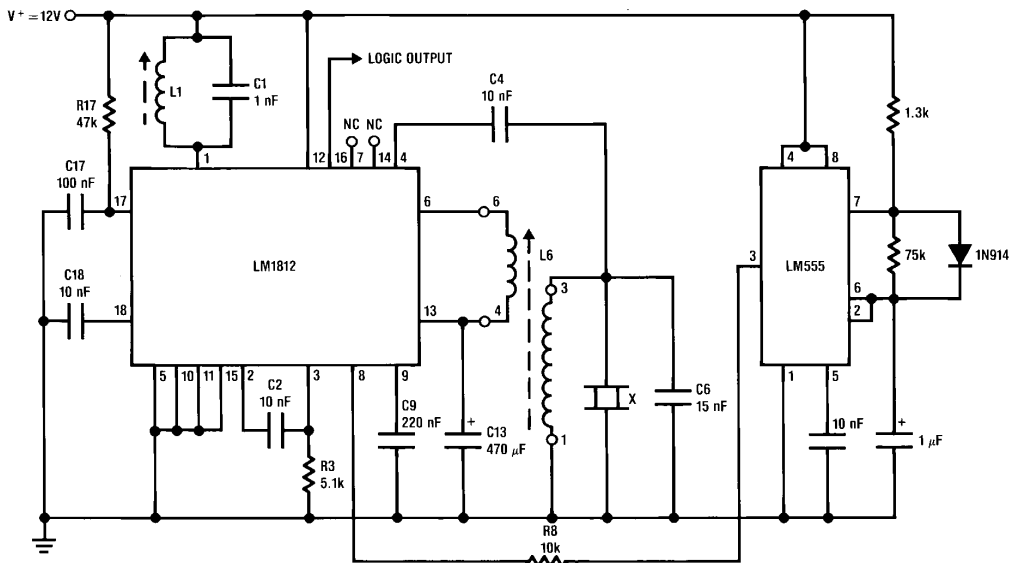 V+ =12V
LOGIC OUTPUT
L1
C1
1 nF
C4
10 nF
R17
47k
1.3k
NC NC
1
12 16 7 14 4
4 8
C17
100 nF
17
6
6
7
LM1812
L6
3
LM555
75k
1N914
C18
10 nF
3
6
2
18
13
4
X
C6
15 nF
5 10 11 15 2
3
8
9
1
5
C2
10 nF
C9
220 nF
+
C13
470 μF
1
10 nF
+
1 μF
R3
5.1k
R8
10k